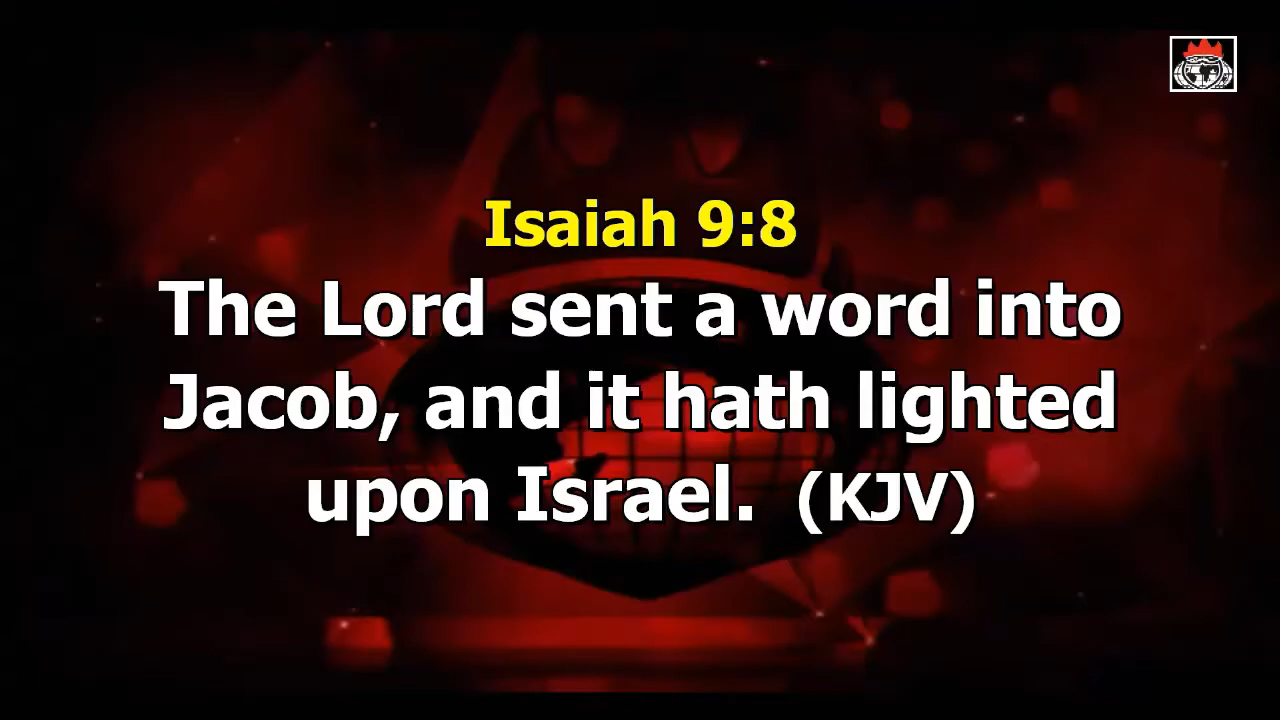 Isaiah 9:8
The Lord sent a word into
Jacob, and it hath lighted
upon Israel. (KJV)